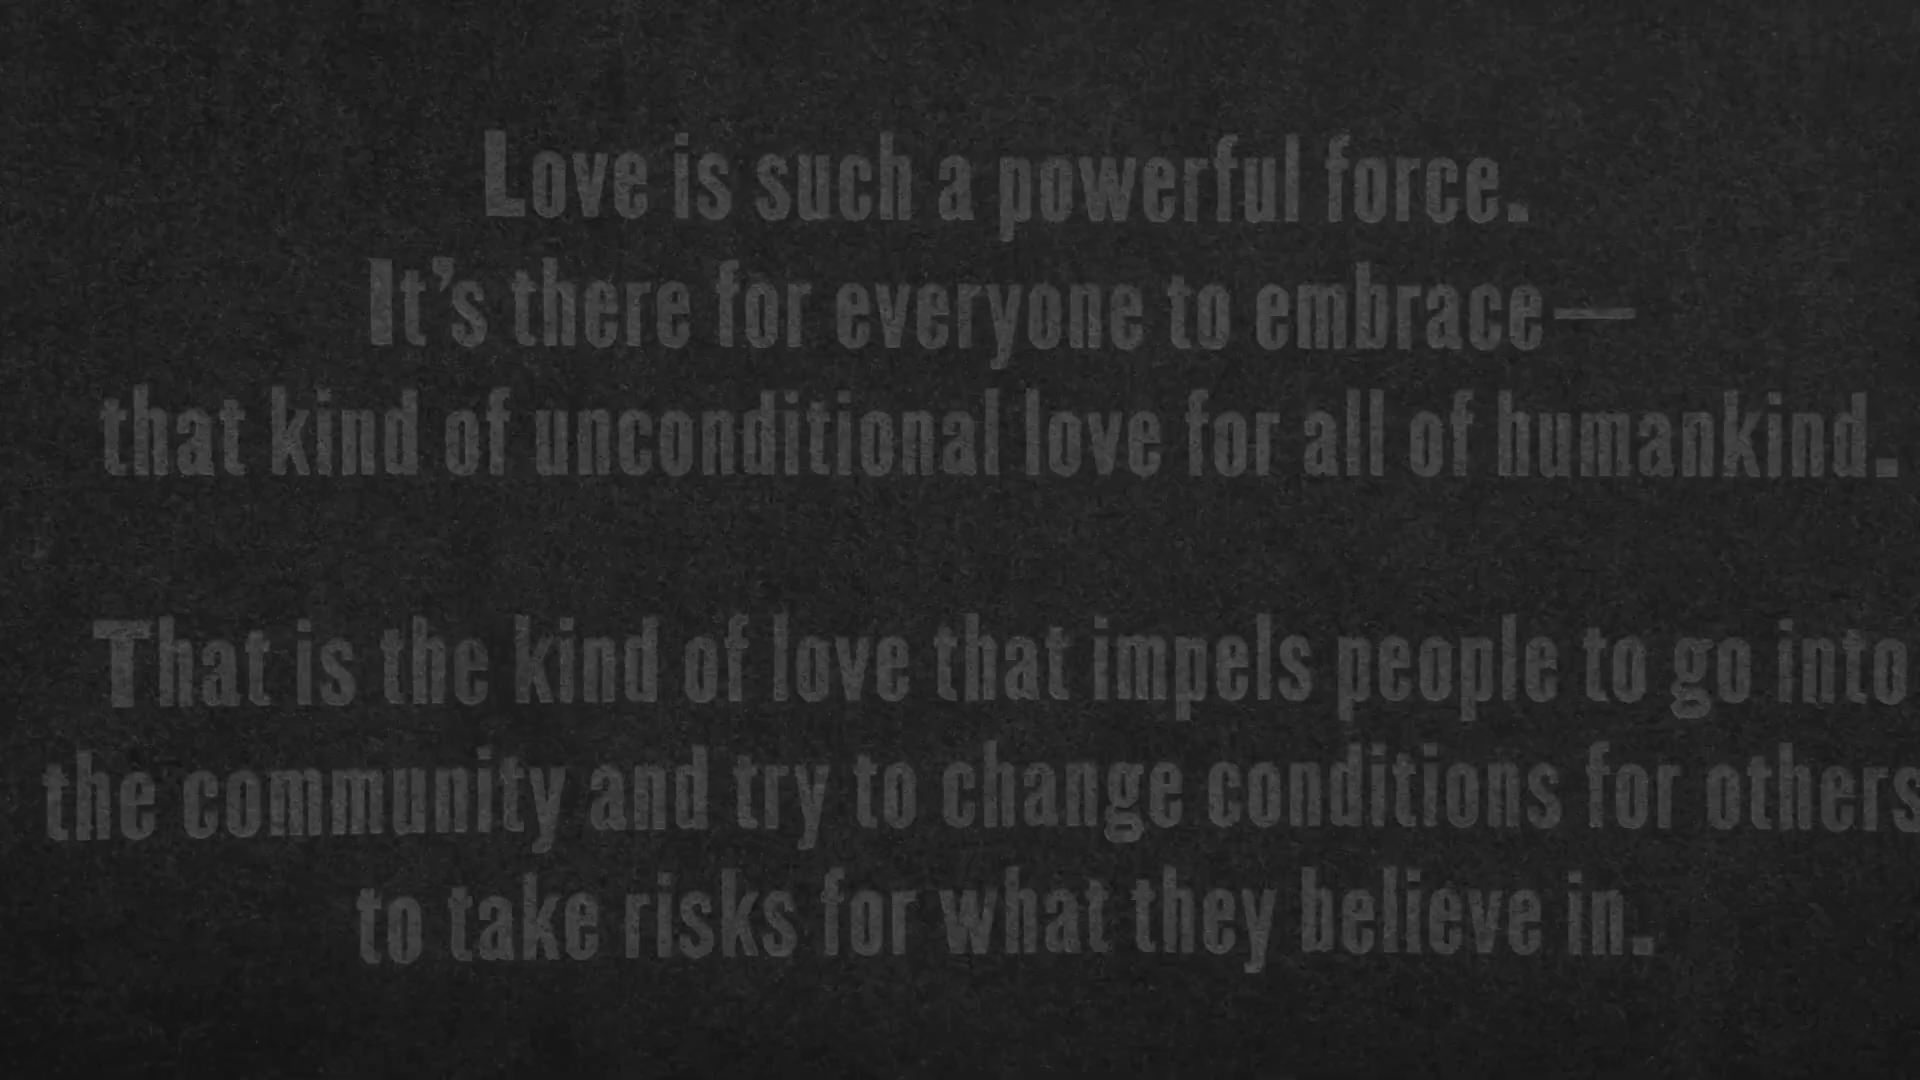 Love is such a powerful force.
It’s there for everyone to embrace—
that kind of unconditional love for all of humankind.
That is the kind of love that impels people to go into
the community and try to change conditions for others
to take risks for what they believe in.